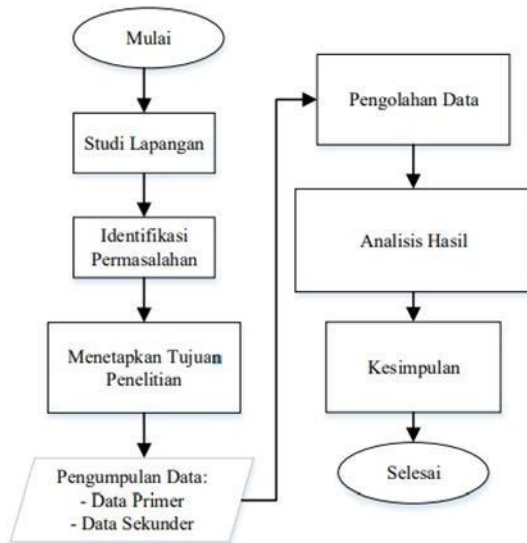 Mulai
Studi Lapangan
Identifikasi
Permasalahan
Menetapkan Tujuan
Penelitian
Pengumpulan Data:
- Data Primer
- Data Sekunder
Pengolahan Data
Analisis Hasil
Kesimpulan
Selesai